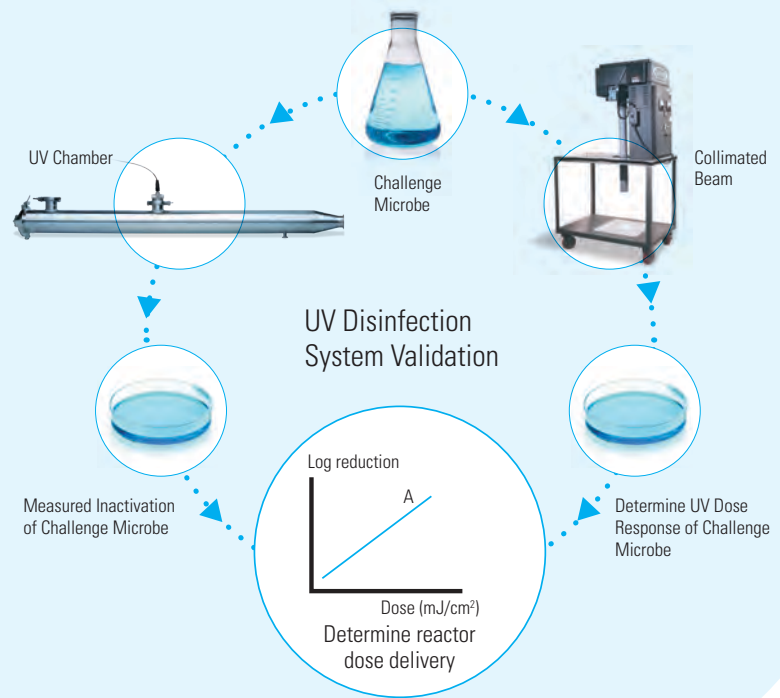 UV Chamber
Challenge
Microbe
Collimated
Beam
UV Disinfection
System Validation
Measured Inactivation
of Challenge Microbe
Log reduction
A
Dose (mJ/cm²)
Determine reactor
dose delivery
Determine UV Dose
Response of Challenge
Microbe